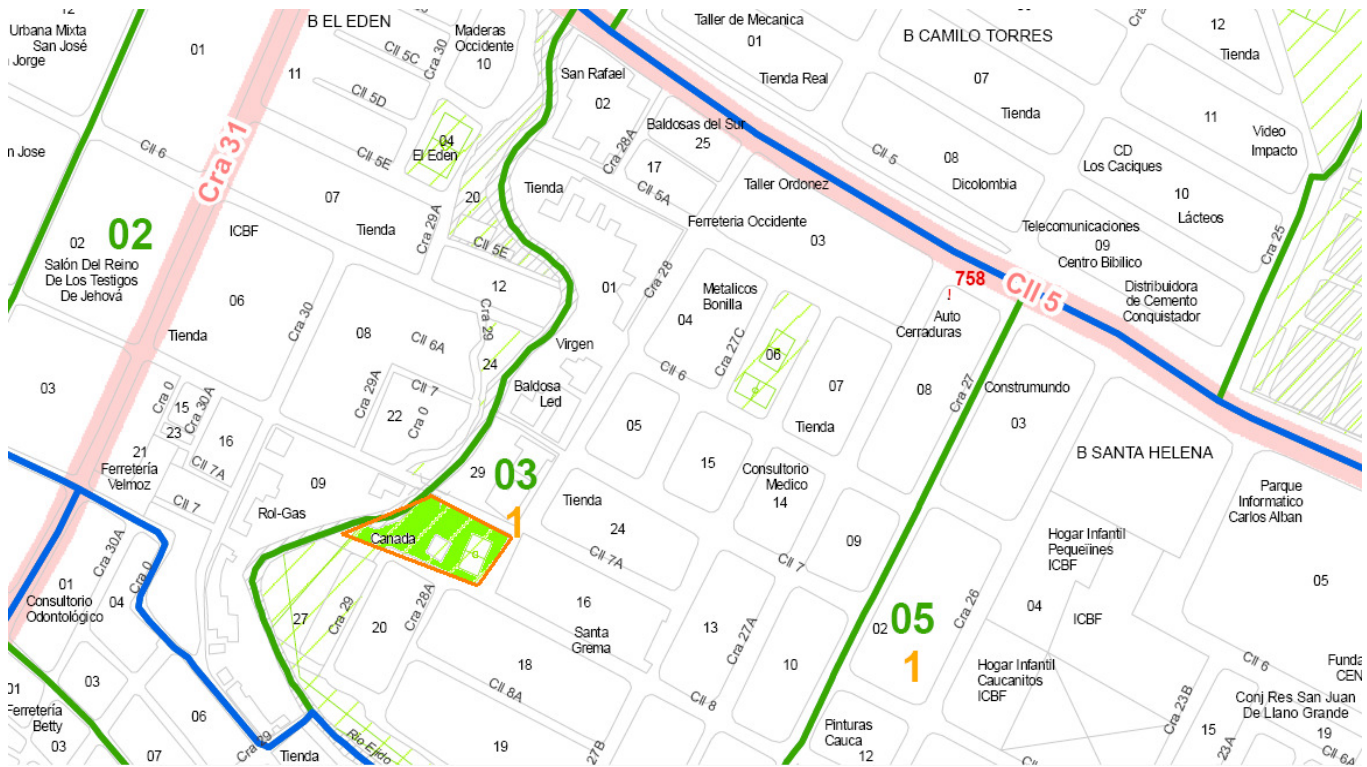 12
Urbana Mixta
San José
Jorge
01
B EL EDEN
Cra 30
Maderas
Occidente
10
Cll 5C
11
Cll 5D
Taller de Mecanica
01
Tienda Real
B CAMILO TORRES
07
Tienda
12
Tienda
11
Video
Impacto
San Rafael
02
Cra 28A
Baldosas del Sur
25
17
Cll 5A
Cll 5
08
Dicolombia
CD
Los Caciques
10
Lácteos
Cra 25
n Jose
Cll 6
Cra 31
Cll 5E
04
El Eden
07
Tienda
Cra 29A
20
Tienda
Taller Ordonez
Ferreteria Occidente
03
Telecomunicaciones
09
Centro Bibilico
Distribuidora
de Cemento
Conquistador
02
02
Salón Del Reino
De Los Testigos
De Jehová
ICBF
06
Cra 30
Tienda
Cll 5E
12
Cra 29
01
Cra 28
Metalicos
Bonilla
04
Cra 27C
758
!
Cll 5
Auto
Cerraduras
08
Cll 6A
24
Virgen
Cll 6
06
07
Tienda
08
Cra 27
Construmundo
03
03
Cra 0
15
Cra 30A
23
16
Cra 29A
Cll 7
22
Cra 0
Baldosa
Led
05
15
B SANTA HELENA
21
Ferretería
Velmoz
Cll 7A
Cll 7
09
Rol-Gas
29
03
1
Tienda
24
Cll 7A
Consultorio
Medico
14
Cll 7
09
Parque
Informatico
Carlos Alban
Canada
Hogar Infantil
Pequeïines
ICBF
05
01
Consultorio
Odontológico
Cra 30A
04
Cra 0
27
Cra 29
20
Cra 28A
16
Santa
Grema
13
Cra 27A
02
05
1
Cra 26
04
ICBF
03
18
Cll 8A
10
Cll 8
Hogar Infantil
Caucanitos
ICBF
Cra 23B
Cll 6
Funda
CEN
01
Ferretería
Betty
03
06
07
Cra 29
Tienda
Rio Ejido
19
27B
Pinturas
Cauca
12
15
23A
Conj Res San Juan
De Llano Grande
19
Cll 6A